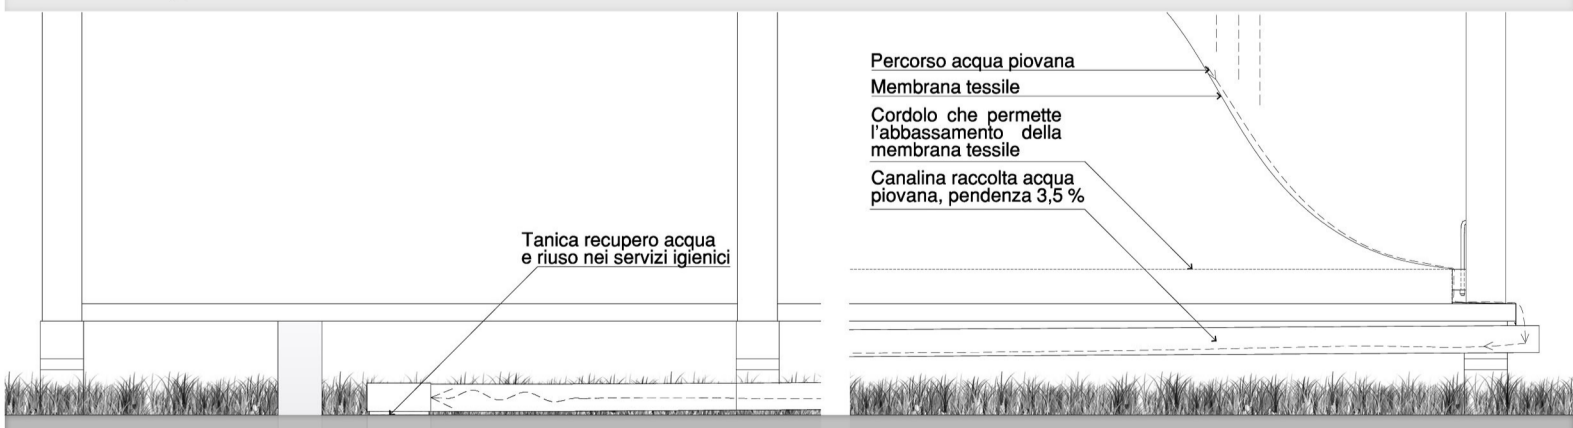 Percorso acqua piovana
Membrana tessile
Cordolo che permette
l'abbassamento della
membrana tessile
Canalina raccolta acqua
piovana, pendenza 3,5 %
Tanica recupero acqua
e riuso nei servizi igienici